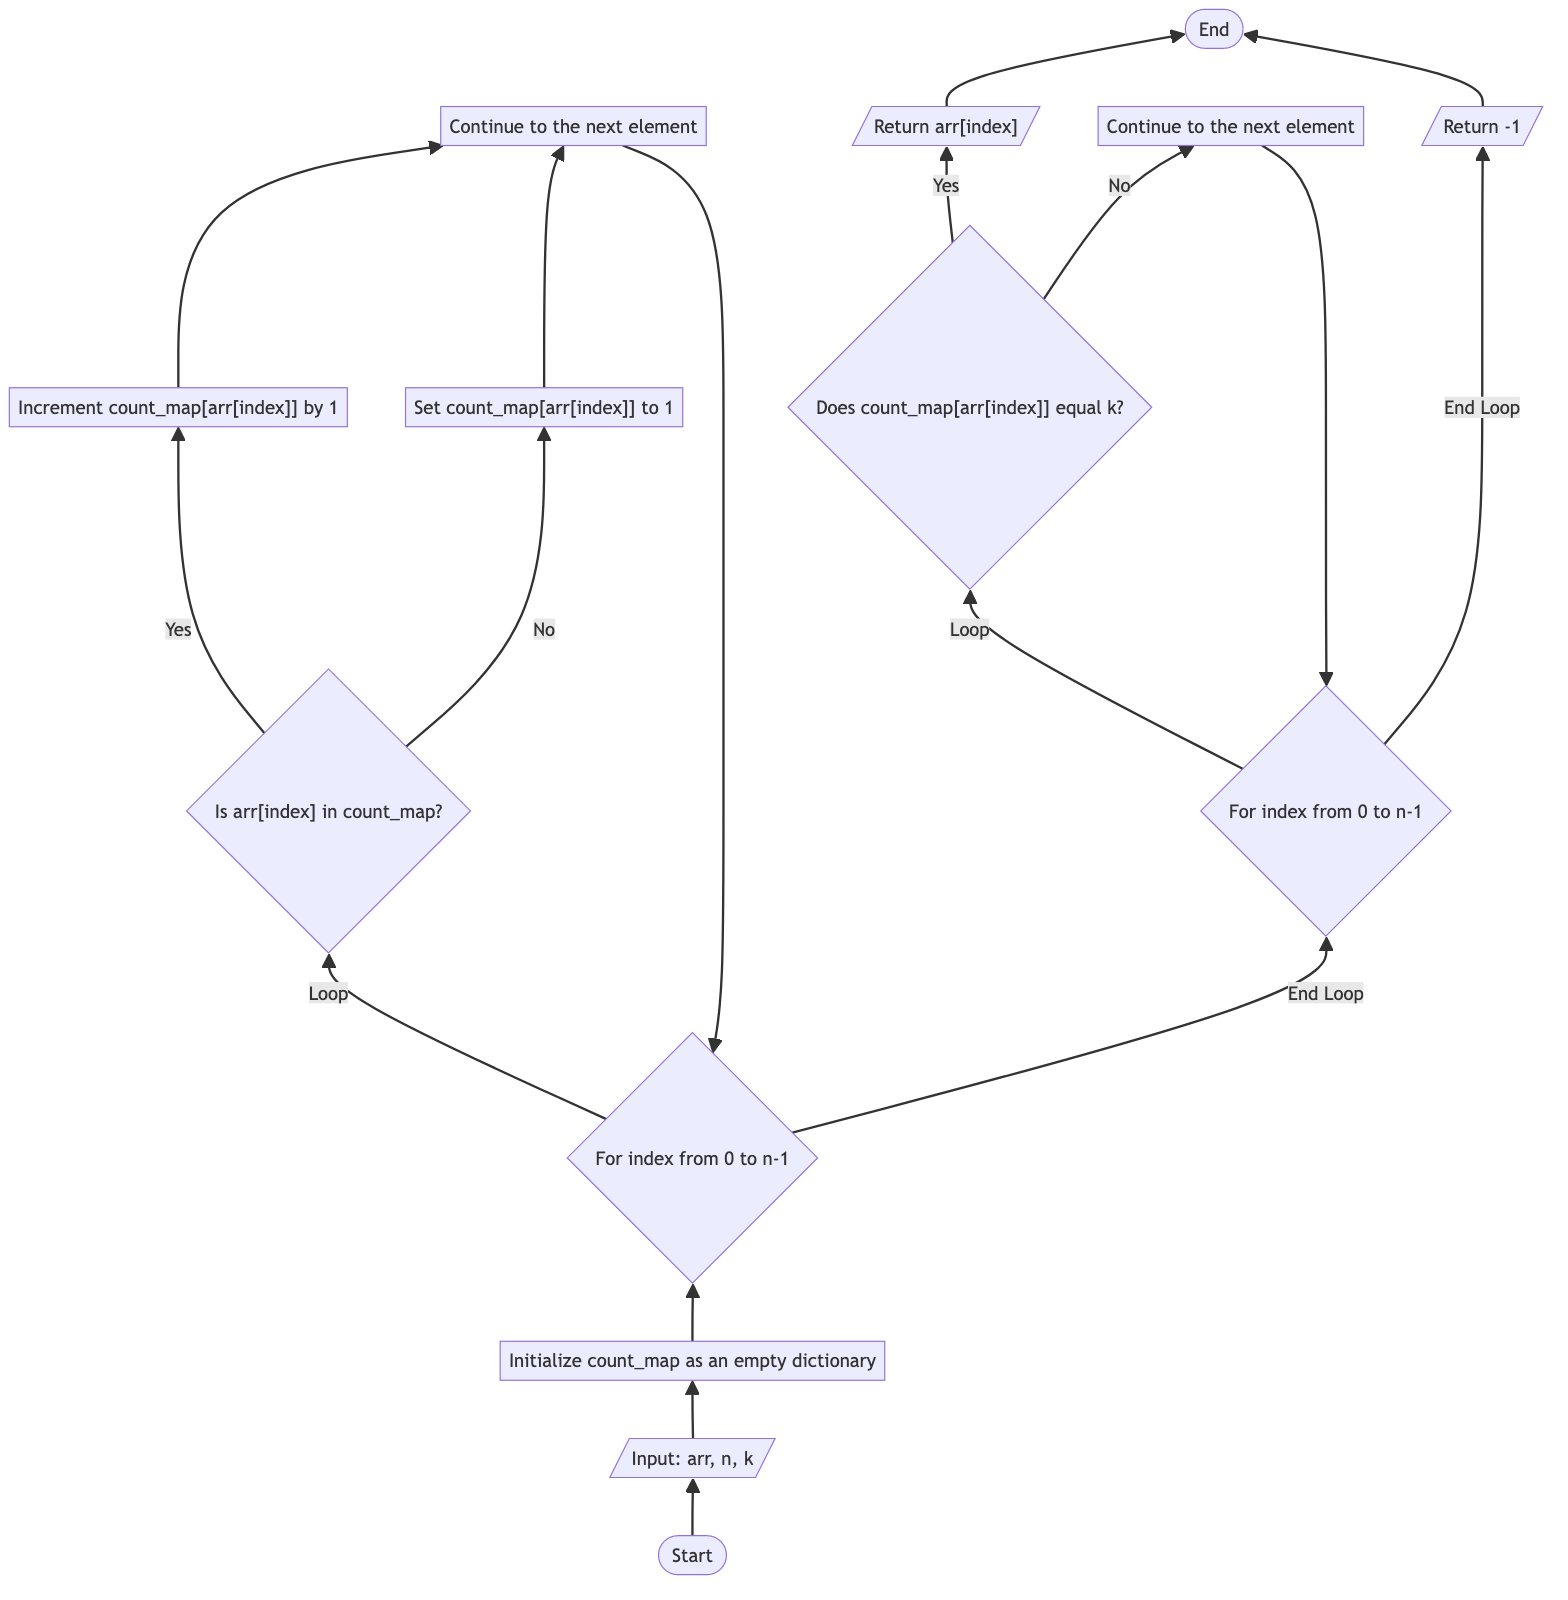 End
Continue to the next element
Return arr[index]
Continue to the next element
Return -1
Yes
No
Increment count_map[arr[index]] by 1
Set count_map[arr[index]] to 1
Does count_map[arr[index]] equal k?
End Loop
Yes
No
Loop
Is arr[index] in count_map?
For index from 0 to n-1
Loop
End Loop
For index from 0 to n-1
Initialize count_map as an empty dictionary
Input: arr, n, k
Start